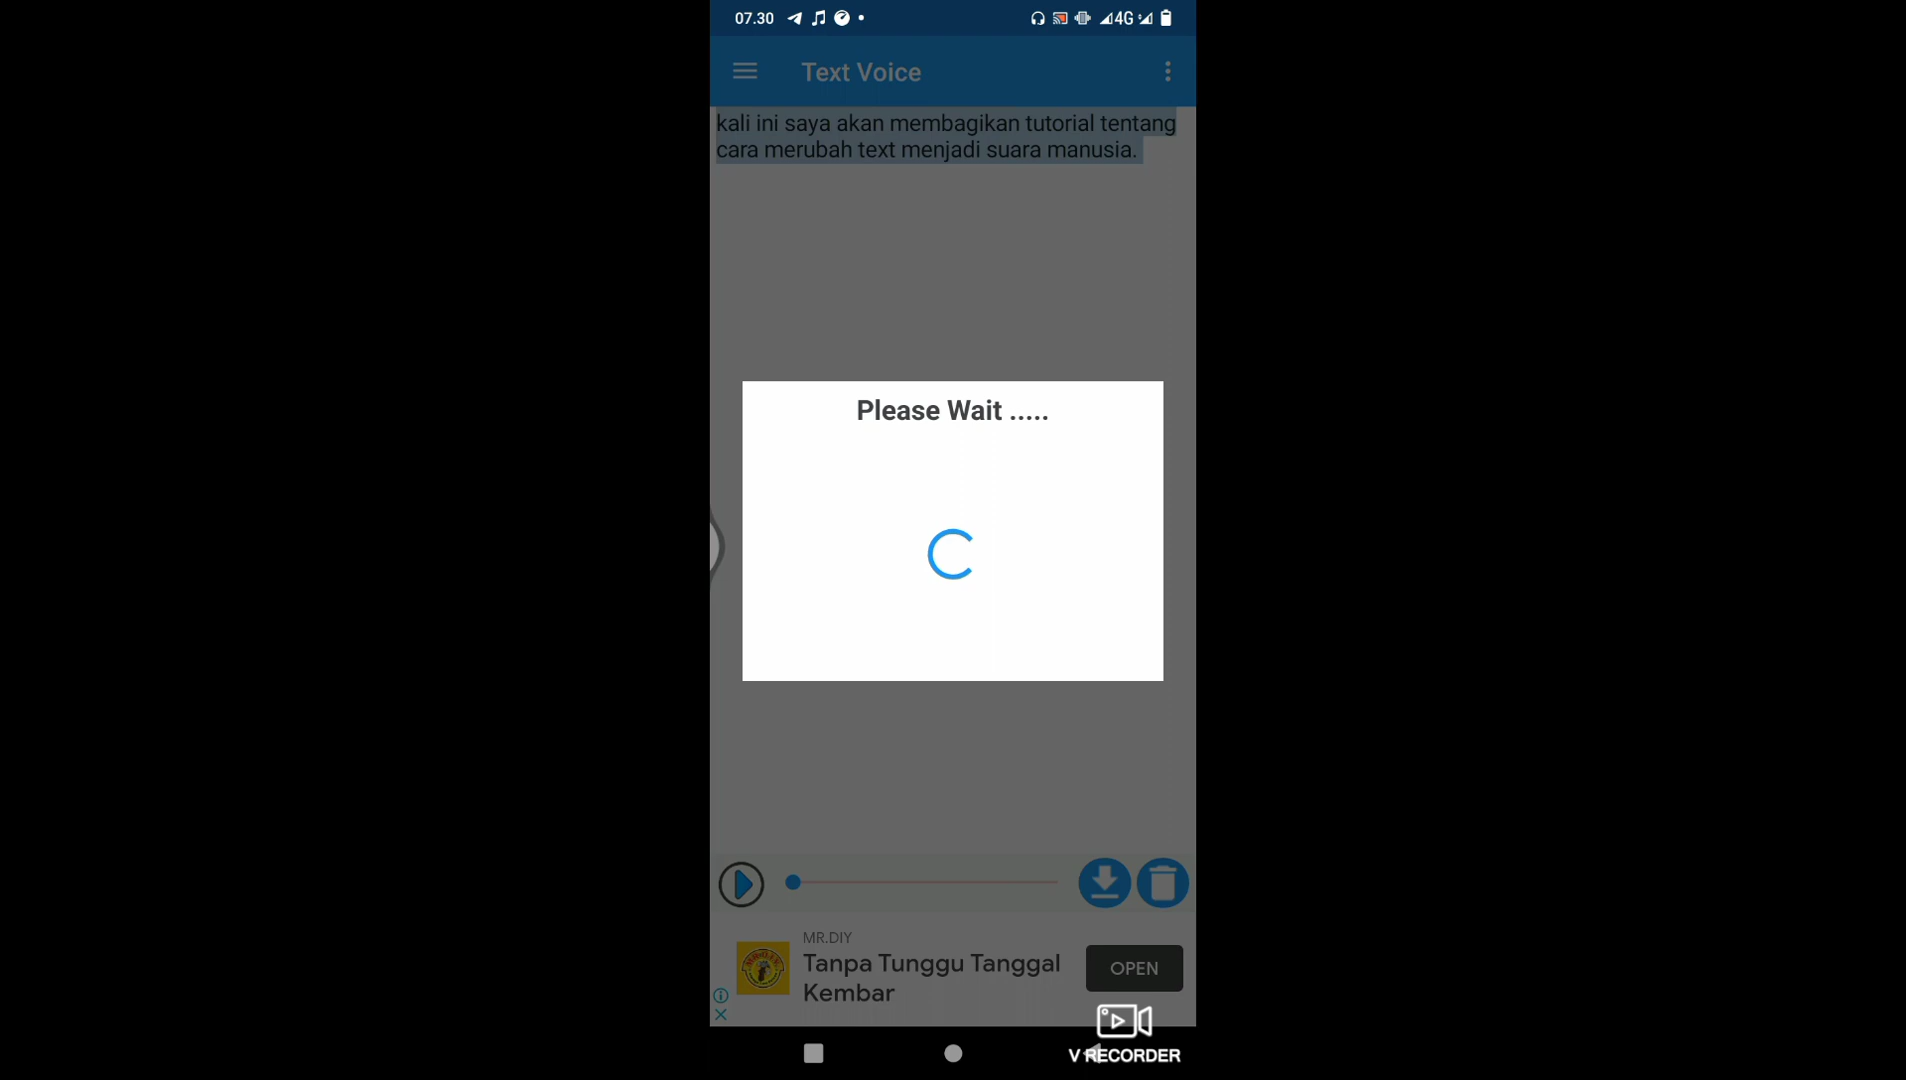 07.30
4G
Text Voice
kali ini saya akan membagikan tutorial tentang
cara merubah text menjadi suara manusia.
Please Wait .....
MR.DIY
Tanpa Tunggu Tanggal
Kembar
OPEN
V RECORDER